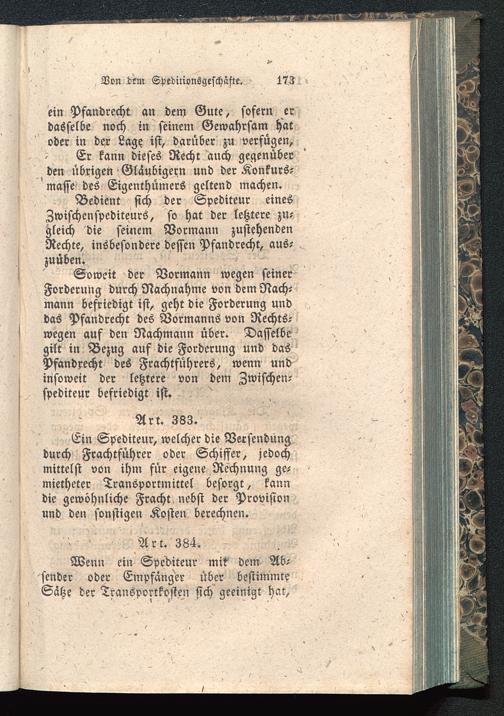 Von dem Speditionsgeschäfte. 173
ein Pfandrecht an dem Gute, sofern er
dasselbe noch in seinem Gewahrsam hat
oder in der Lage ist, darüber zu verfügen.
Er kann dieses Recht auch gegenüber
den übrigen Gläubigern und der Konkurs-
masse des Eigenthümers geltend machen.
Bedient sich der Spediteur eines
Zwischenspediteurs, so hat der letztere zu-
gleich die seinem Vormann zustehenden
Rechte, insbesondere dessen Pfandrecht, aus-
zuüben.
Soweit der Vormann wegen seiner
Forderung durch Nachnahme von dem Nach-
mann befriedigt ist, geht die Forderung und
das Pfandrecht des Vormanns von Rechts-
wegen auf den Nachmann über. Dasselbe
gilt in Bezug auf die Forderung und das
Pfandrecht des Frachtführers, wenn und
insoweit der letztere von dem Zwischen-
spediteur befriedigt ist.
Art. 383.
Ein Spediteur, welcher die Versendung
durch Frachtführer oder Schiffer, jedoch
mittelst von ihm für eigene Rechnung ge-
mietheter Transportmittel besorgt, kann
die gewöhnliche Fracht nebst der Provision
und den sonstigen Kosten berechnen.
Art. 384.
Wenn ein Spediteur mit dem Ab-
sender oder Empfänger über bestimmte
Sätze der Transportkosten sich geeinigt hat,